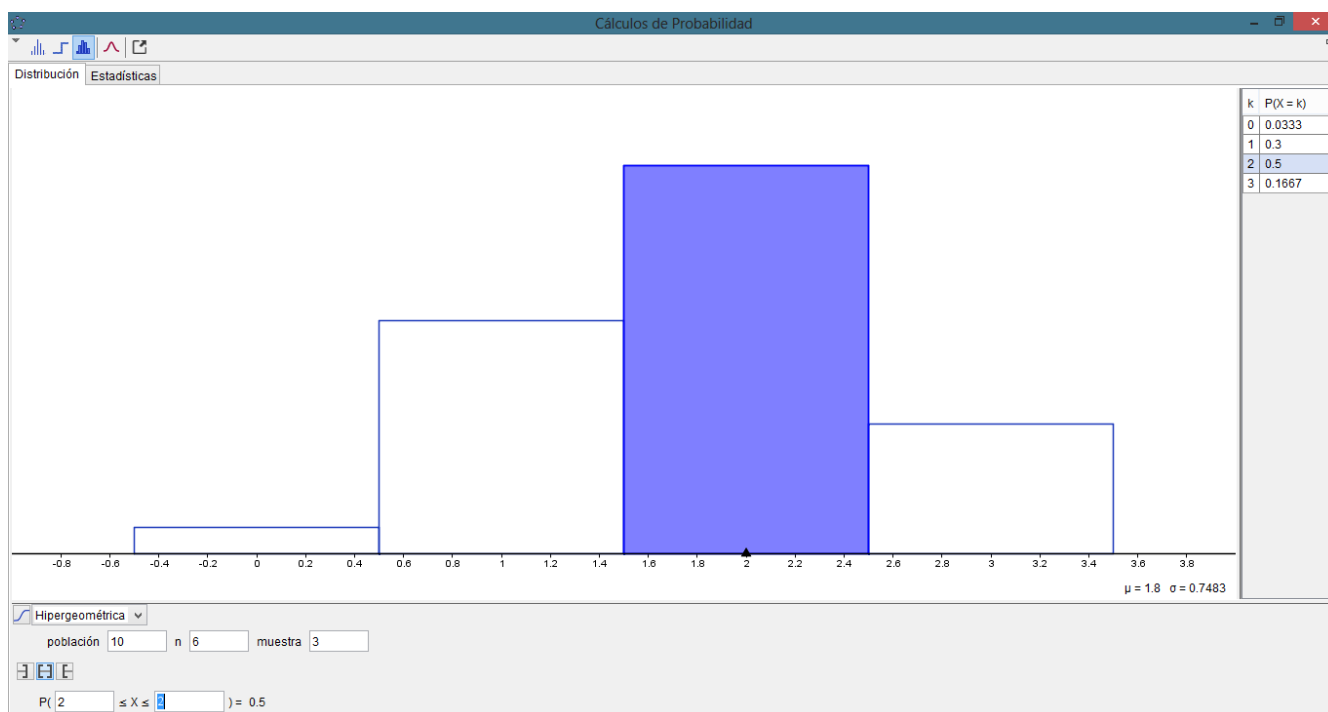 Cálculos de Probabilidad
Distribución Estadísticas
k P(X = k)
0 0.0333
1 0.3
2 0.5
3 0.1667
-0.8 -0.6 -0.4 -0.2 0 0.2 0.4 0.6 0.8 1 1.2 1.4 1.6 1.8 2 2.2 2.4 2.6 2.8 3 3.2 3.4 3.6 3.8
μ = 1.8 σ = 0.7483
Hipergeométrica
población 10 n 6 muestra 3
P( 2 ≤ X ≤ 2 ) = 0.5